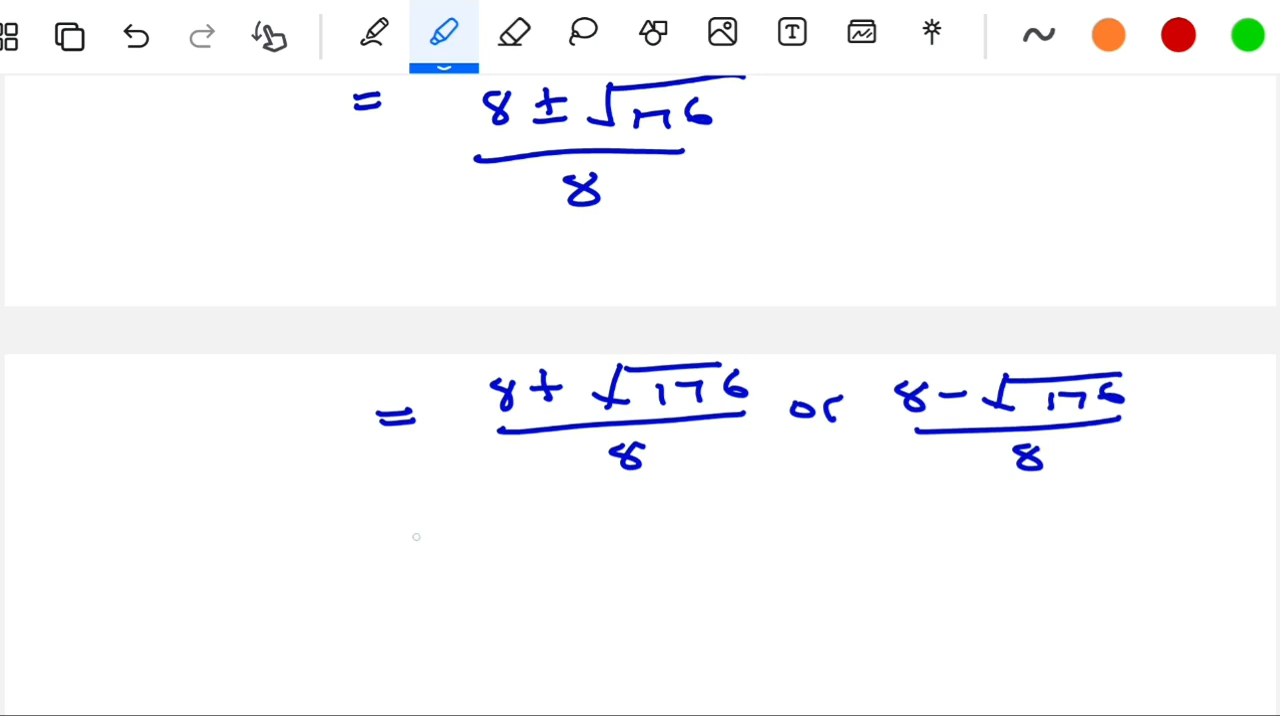 = (8 ± √176)/8
= (8 + √176)/8 or (8 - √176)/8